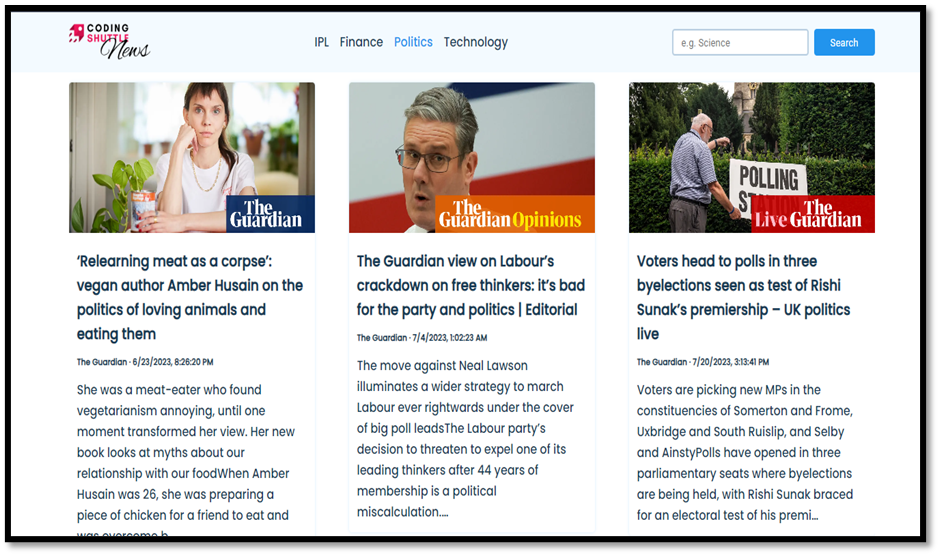 CODING
SHUTTLE
News
IPL Finance Politics Technology
e.g. Science
Search
The
Guardian
The
Guardian Opinions
POLLING
Live The
Guardian
‘Relearning meat as a corpse’:
vegan author Amber Husain on the
politics of loving animals and
eating them
The Guardian · 6/23/2023, 8:26:20 PM
She was a meat-eater who found
vegetarianism annoying, until one
moment transformed her view. Her new
book looks at myths about our
relationship with our foodWhen Amber
Husain was 26, she was preparing a
piece of chicken for a friend to eat and
was overcome b
The Guardian view on Labour’s
crackdown on free thinkers: it’s bad
for the party and politics | Editorial
The Guardian · 7/4/2023, 1:02:23 AM
The move against Neal Lawson
illuminates a wider strategy to march
Labour ever rightwards under the cover
of big poll leadsThe Labour party’s
decision to threaten to expel one of its
leading thinkers after 44 years of
membership is a political
miscalculation.…
Voters head to polls in three
byelections seen as test of Rishi
Sunak’s premiership – UK politics
live
The Guardian · 7/20/2023, 3:13:41 PM
Voters are picking new MPs in the
constituencies of Somerton and Frome,
Uxbridge and South Ruislip, and Selby
and AinstyPolls have opened in three
parliamentary seats where byelections
are being held, with Rishi Sunak braced
for an electoral test of his premi…